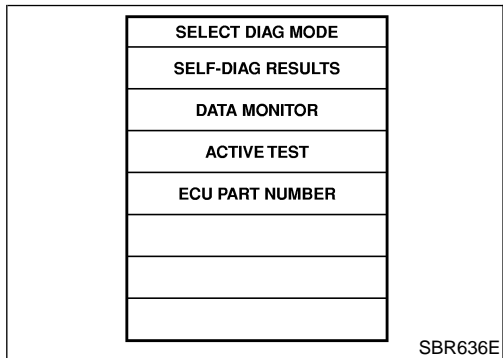 SELECT DIAG MODE
SELF-DIAG RESULTS
DATA MONITOR
ACTIVE TEST
ECU PART NUMBER
SBR636E